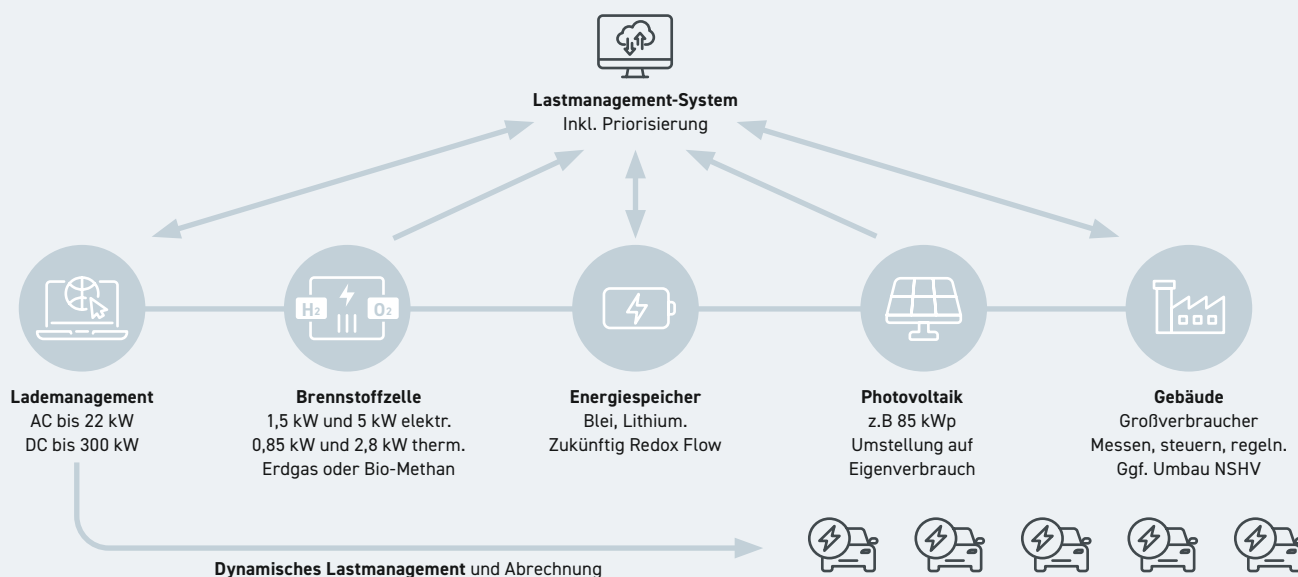 Lastmanagement-System
Inkl. Priorisierung
H2
O2
Lademanagement
AC bis 22 kW
DC bis 300 kW
Brennstoffzelle
1,5 kW und 5 kW elektr.
0,85 kW und 2,8 kW therm.
Erdgas oder Bio-Methan
Energiespeicher
Blei, Lithium.
Zukünftig Redox Flow
Photovoltaik
z.B 85 kWp
Umstellung auf
Eigenverbrauch
Gebäude
Großverbraucher
Messen, steuern, regeln.
Ggf. Umbau NSHV
Dynamisches Lastmanagement und Abrechnung